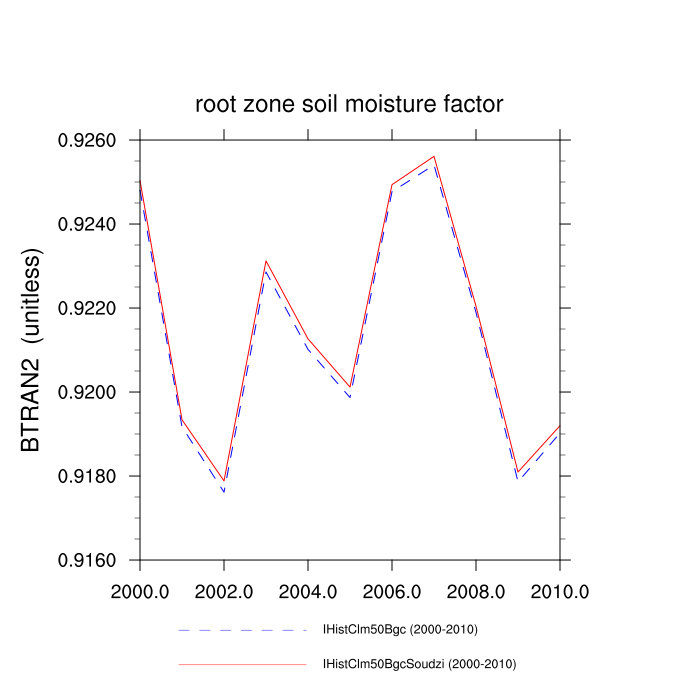 root zone soil moisture factor
BTRAN2 (unitless)
0.9260
0.9240
0.9220
0.9200
0.9180
0.9160
2000.0 2002.0 2004.0 2006.0 2008.0 2010.0
IHistClm50Bgc (2000-2010)
IHistClm50BgcSoudzi (2000-2010)